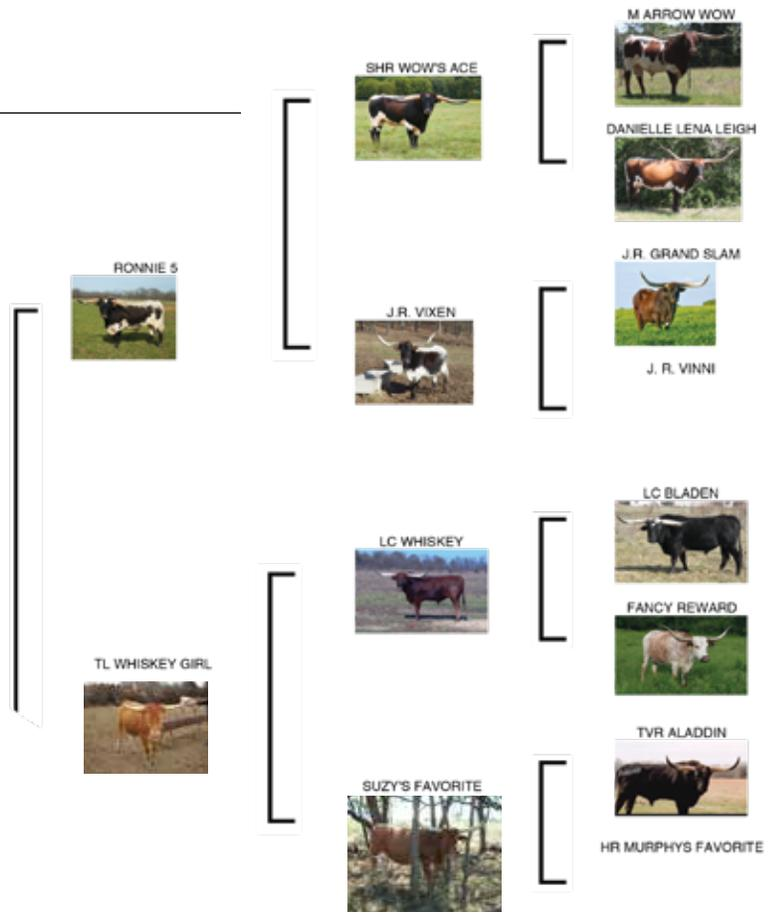 M ARROW WOW
SHR WOW'S ACE
DANIELLE LENA LEIGH
RONNIE 5
J.R. GRAND SLAM
J.R. VIXEN
J. R. VINNI
LC BLADEN
LC WHISKEY
FANCY REWARD
TL WHISKEY GIRL
TVR ALADDIN
SUZY'S FAVORITE
HR MURPHYS FAVORITE